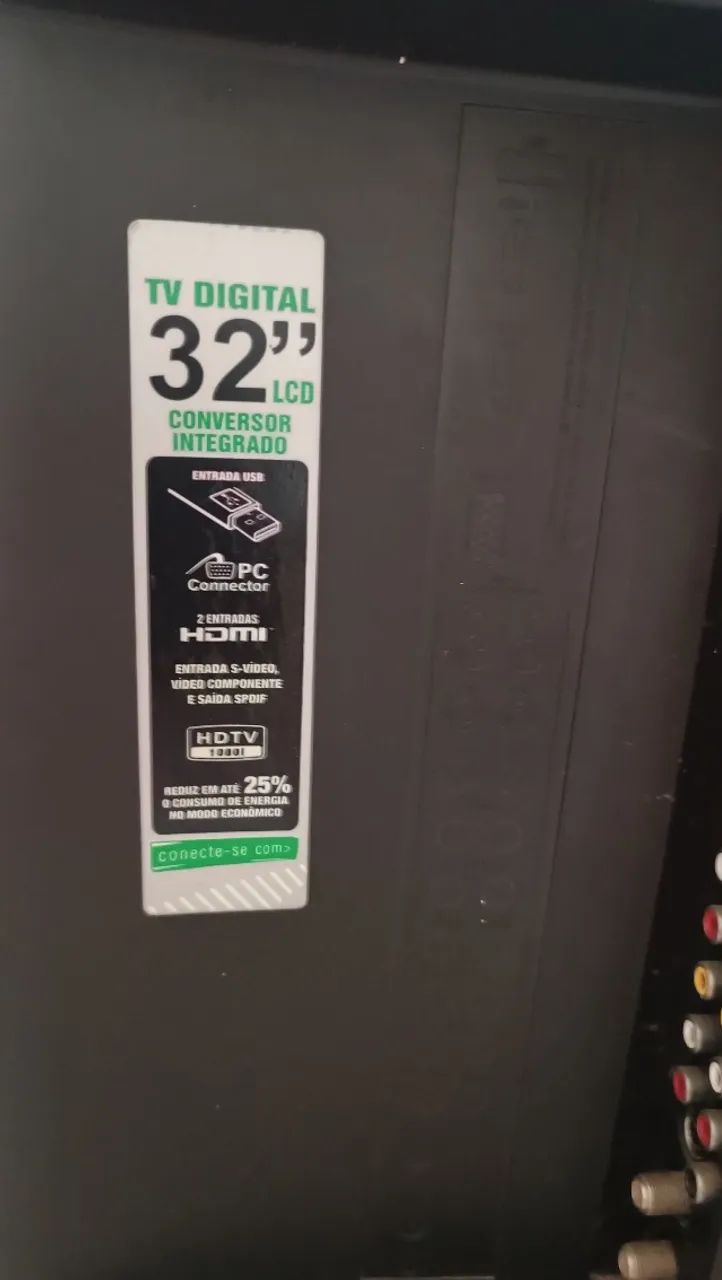 TV DIGITAL
32"
LCD
CONVERSOR
INTEGRADO
ENTRADA USB
PC
Connector
2 ENTRADAS
HDMI
ENTRADA S-VÍDEO,
VÍDEO COMPONENTE
E SAÍDA SPDIF
HDTV
1080I
REDUZ EM ATÉ 25%
O CONSUMO DE ENERGIA
NO MODO ECONÔMICO
conecte-se com>